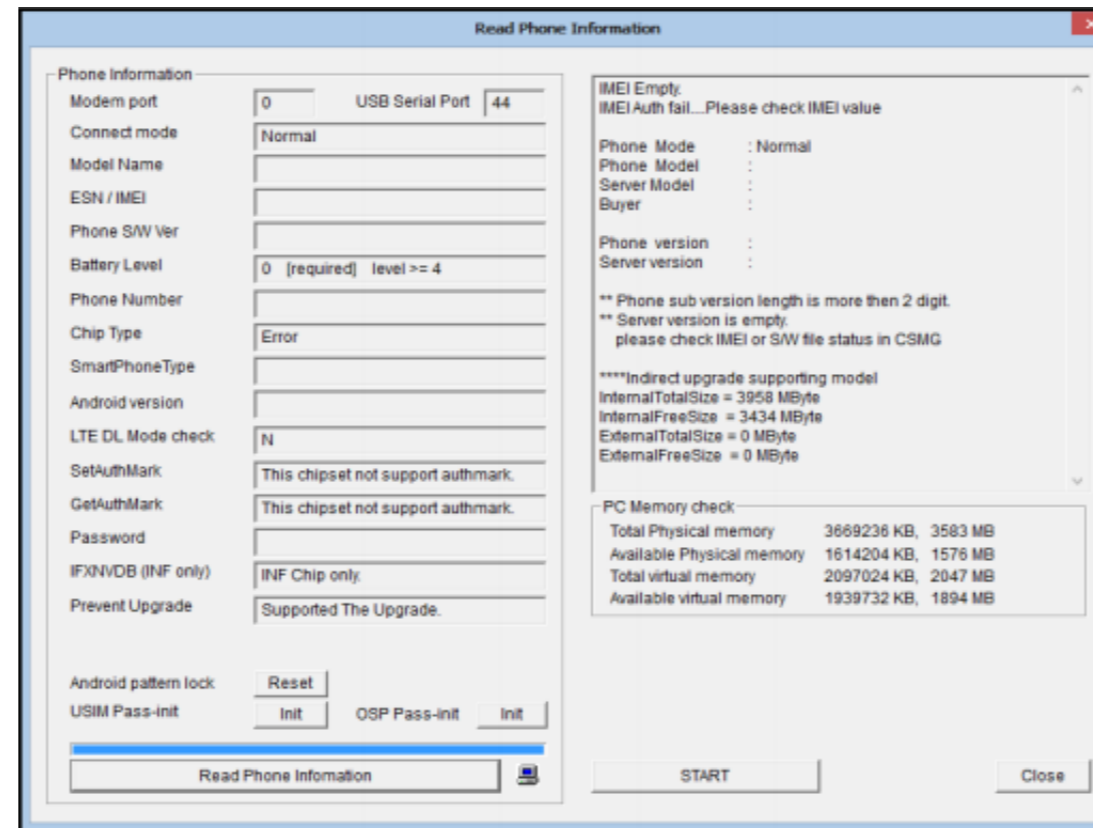 Read Phone Information
Phone Information
Modem port 0 USB Serial Port 44
Connect mode Normal
Model Name
ESN / IMEI
Phone S/W Ver
Battery Level 0 [required] level >= 4
Phone Number
Chip Type Error
SmartPhoneType
Android version
LTE DL Mode check N
SetAuthMark This chipset not support authmark.
GetAuthMark This chipset not support authmark.
Password
IFXNVDB (INF only) INF Chip only.
Prevent Upgrade Supported The Upgrade.
Android pattern lock Reset
USIM Pass-init Init OSP Pass-init Init
Read Phone Infomation
IMEI Empty.
IMEI Auth fail....Please check IMEI value
Phone Mode : Normal
Phone Model :
Server Model :
Buyer :
Phone version :
Server version :
** Phone sub version length is more then 2 digit.
** Server version is empty.
please check IMEI or S/W file status in CSMG
****Indirect upgrade supporting model
InternalTotalSize = 3958 MByte
InternalFreeSize = 3434 MByte
ExternalTotalSize = 0 MByte
ExternalFreeSize = 0 MByte
PC Memory check
Total Physical memory 3669236 KB, 3583 MB
Available Physical memory 1614204 KB, 1576 MB
Total virtual memory 2097024 KB, 2047 MB
Available virtual memory 1939732 KB, 1894 MB
START Close